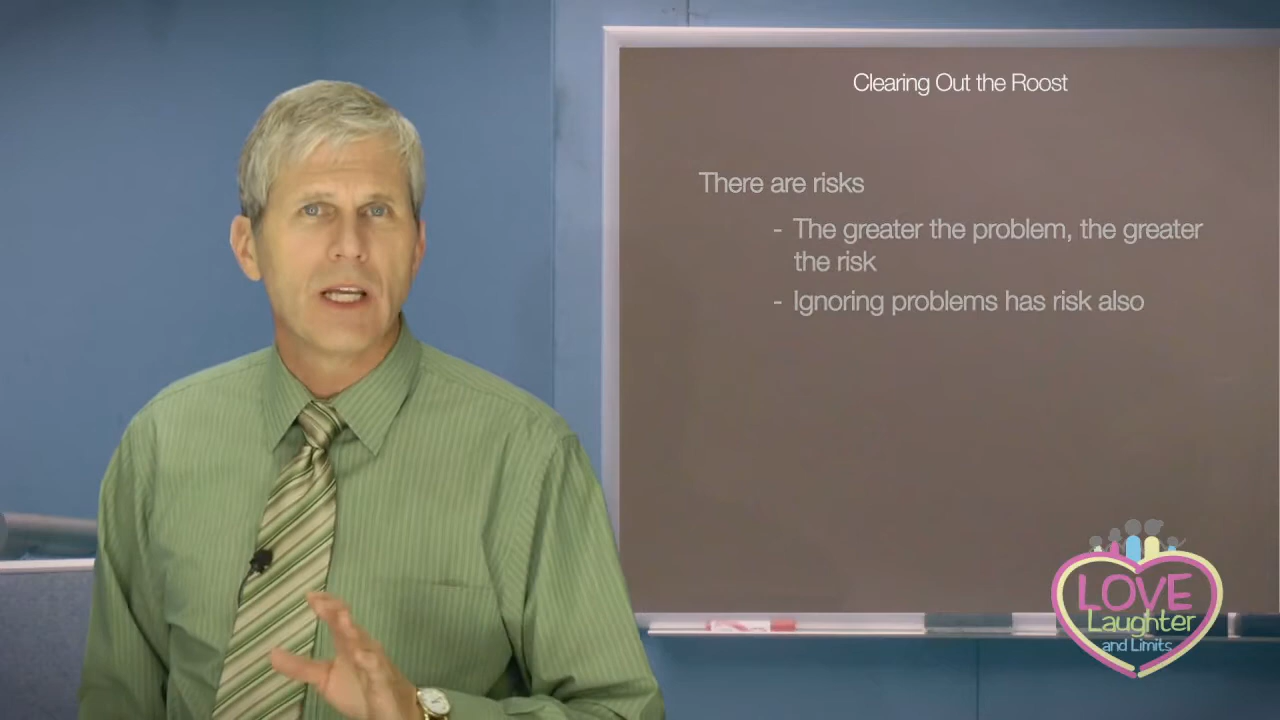 Clearing Out the Roost
There are risks
- The greater the problem, the greater
the risk
- Ignoring problems has risk also
LOVE
Laughter
and Limits